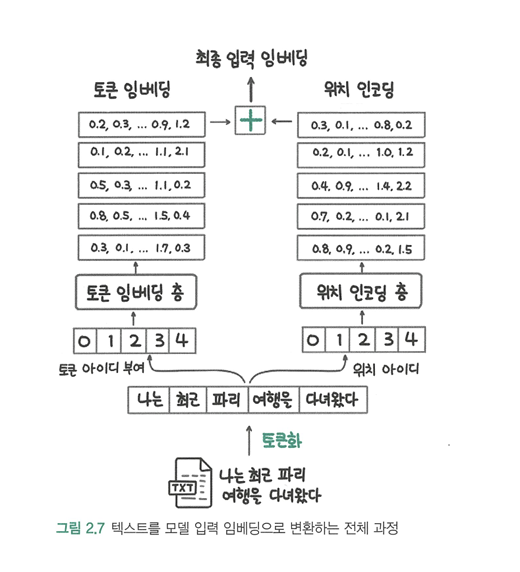 최종 입력 임베딩
토큰 임베딩
위치 인코딩
0.2, 0.3, ... 0.9, 1.2
+
0.3, 0.1, ... 0.8, 0.2
0.1, 0.2, ... 1.1, 2.1
0.2, 0.1, ... 1.0, 1.2
0.5, 0.3, ... 1.1, 0.2
0.4, 0.9, ... 1.4, 2.2
0.8, 0.5, ... 1.5, 0.4
0.7, 0.2, ... 0.1, 2.1
0.3, 0.1, ... 1.7, 0.3
0.8, 0.9, ... 0.2, 1.5
토큰 임베딩 층
위치 인코딩 층
0 1 2 3 4
0 1 2 3 4
토큰 아이디 부여
위치 아이디
나는 최근 파리 여행을 다녀왔다
토큰화
TXT
나는 최근 파리
여행을 다녀왔다
그림 2.7 텍스트를 모델 입력 임베딩으로 변환하는 전체 과정